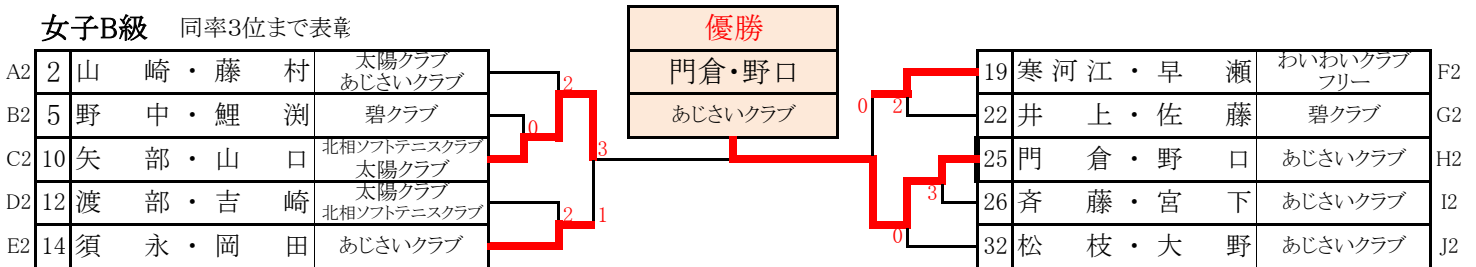 女子B級 同率3位まで表彰
優勝
門倉・野口
あじさいクラブ
A2 2 山崎・藤村 太陽クラブ
あじさいクラブ
B2 5 野中・鯉渕 碧クラブ
C2 10 矢部・山口 北相ソフトテニスクラブ
太陽クラブ
D2 12 渡部・吉崎 太陽クラブ
北相ソフトテニスクラブ
E2 14 須永・岡田 あじさいクラブ
2
0
3
2 1
19 寒河江・早瀬 わいわいクラブ F2
フリー
22 井上・佐藤 碧クラブ G2
25 門倉・野口 あじさいクラブ H2
26 斉藤・宮下 あじさいクラブ I2
32 松枝・大野 あじさいクラブ J2
0 2
3
0